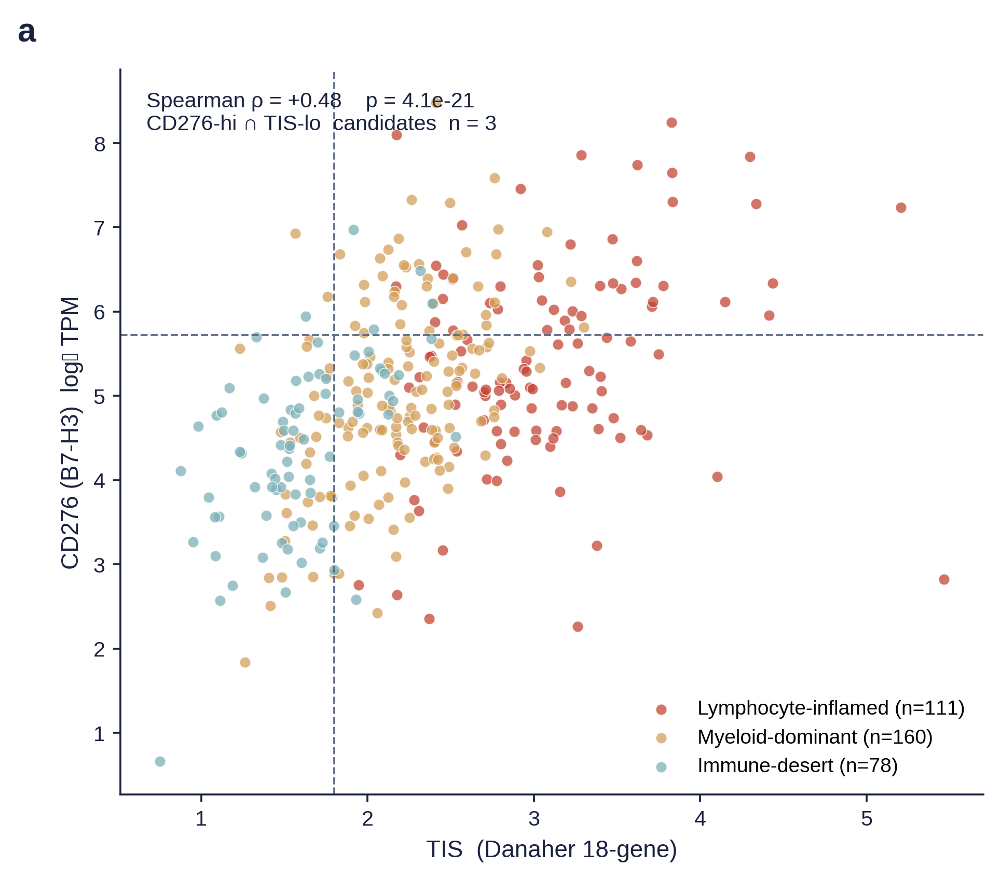 a
Spearman ρ = +0.48 p = 4.1e-21
CD276-hi ∩ TIS-lo candidates n = 3
8
7
6
5
4
3
2
1
CD276 (B7-H3) log▯ TPM
Lymphocyte-inflamed (n=111)
Myeloid-dominant (n=160)
Immune-desert (n=78)
1 2 3 4 5
TIS (Danaher 18-gene)